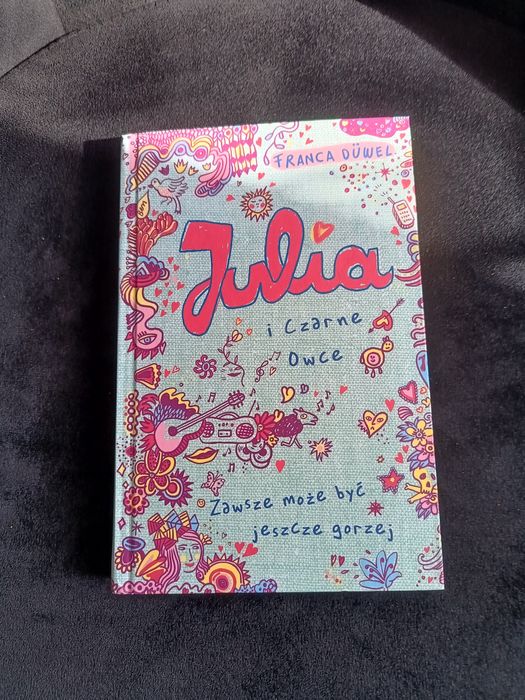 FRANCA DÜWEL
Julia
i Czarne
Owce
Zawsze może być
jeszcze gorzej